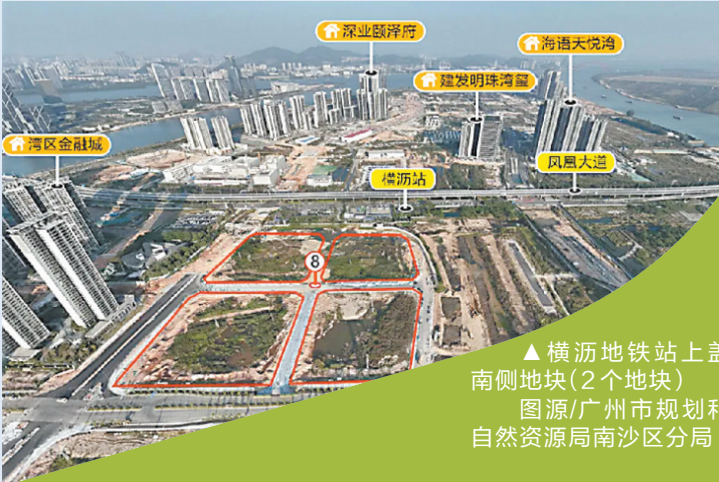 深业颐泽府
海语天悦湾
建发明珠湾玺
湾区金融城
横沥站
凤凰大道
8
▲横沥地铁站上盖
南侧地块(2个地块)
图源/广州市规划和
自然资源局南沙区分局